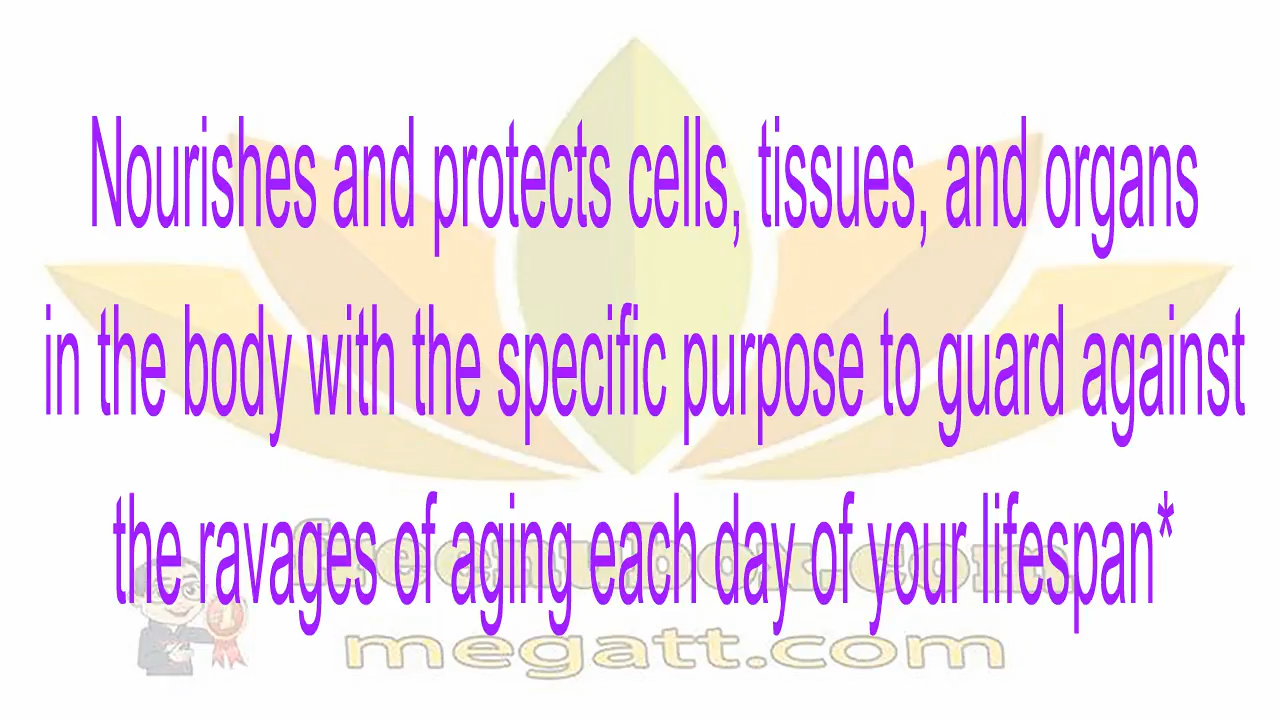 Nourishes and protects cells, tissues, and organs
in the body with the specific purpose to guard against
the ravages of aging each day of your lifespan*
megatt.com